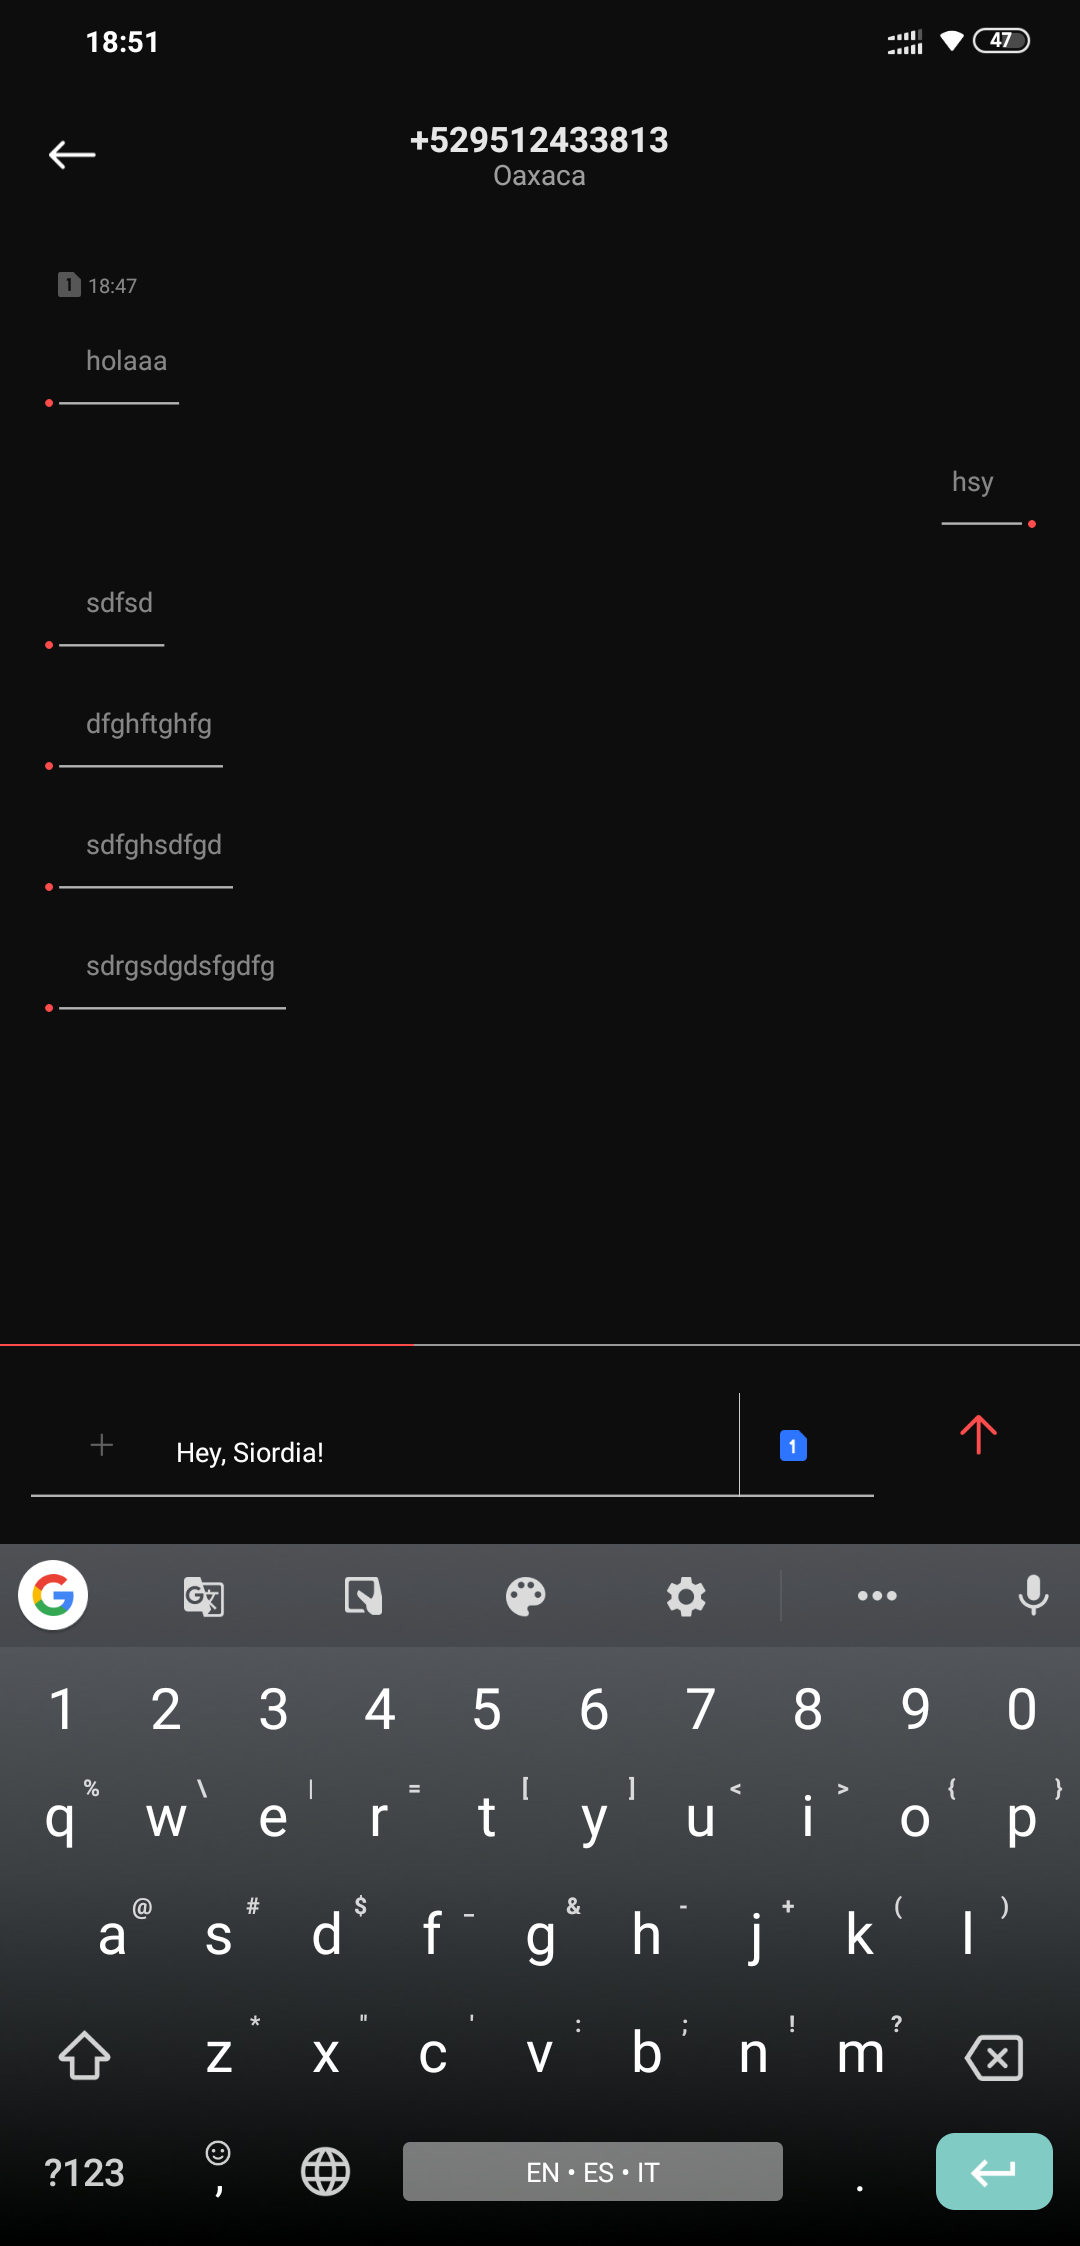 18:51
47
+529512433813
Oaxaca
1 18:47
holaaa
hsy
sdfsd
dfghftghfg
sdfghsdfgd
sdrgsdgdsfgdfg
Hey, Siordia!
1
G
1 2 3 4 5 6 7 8 9 0
% \ | = [ ] < > { }
q w e r t y u i o p
@ # $ _ & - + ( )
a s d f g h j k l
* " ' : ; ! ?
z x c v b n m
?123 , EN • ES • IT .